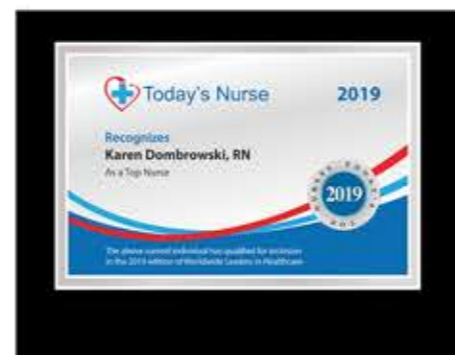 Today's Nurse
2019
Recognizes
Karen Dombrowski, RN
As a Top Nurse
2019
The above named individual has qualified for inclusion
in the 2019 edition of Worldwide Leaders in Healthcare